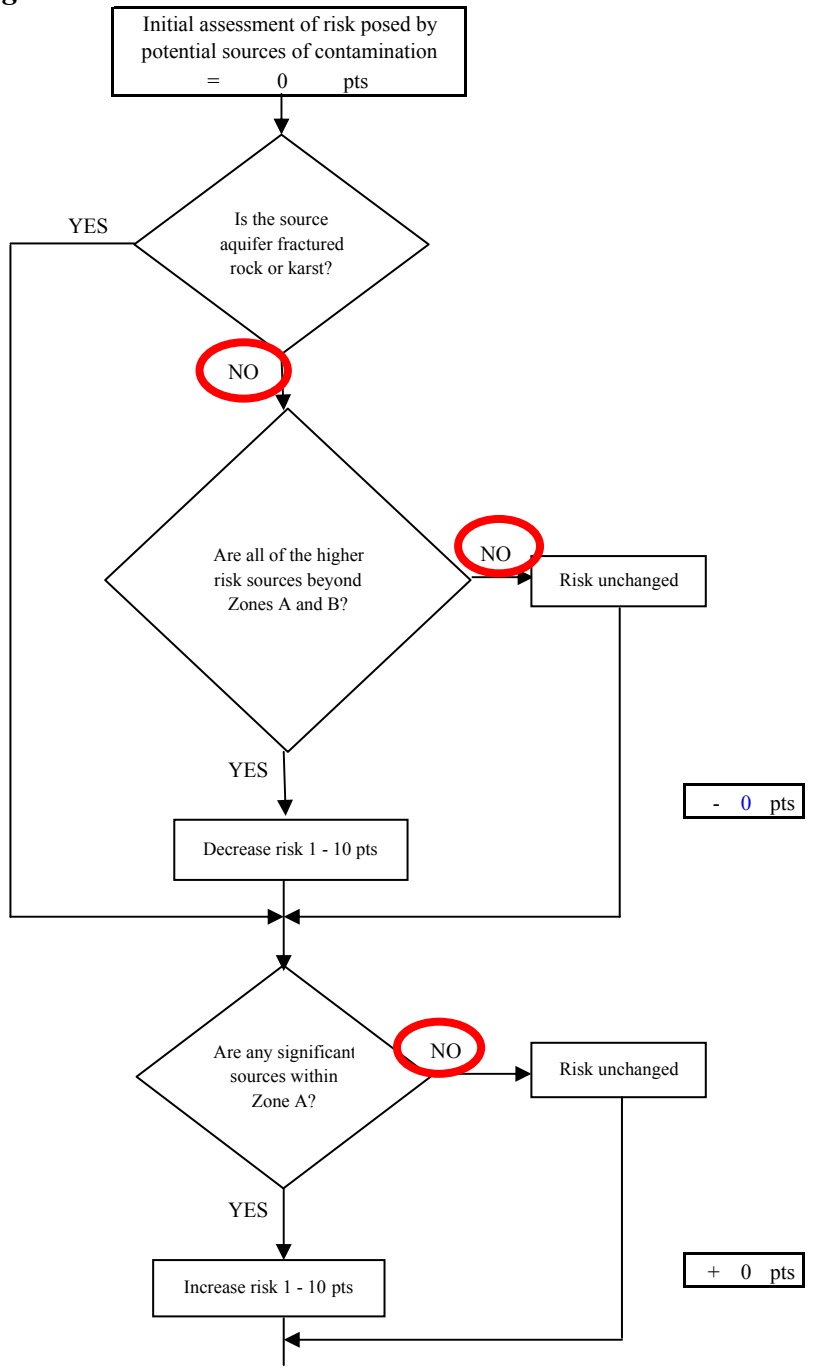 g
Initial assessment of risk posed by
potential sources of contamination
= 0 pts
YES
Is the source
aquifer fractured
rock or karst?
NO
Are all of the higher
risk sources beyond
Zones A and B?
NO
Risk unchanged
YES
- 0 pts
Decrease risk 1 - 10 pts
Are any significant
sources within
Zone A?
NO
Risk unchanged
YES
+ 0 pts
Increase risk 1 - 10 pts